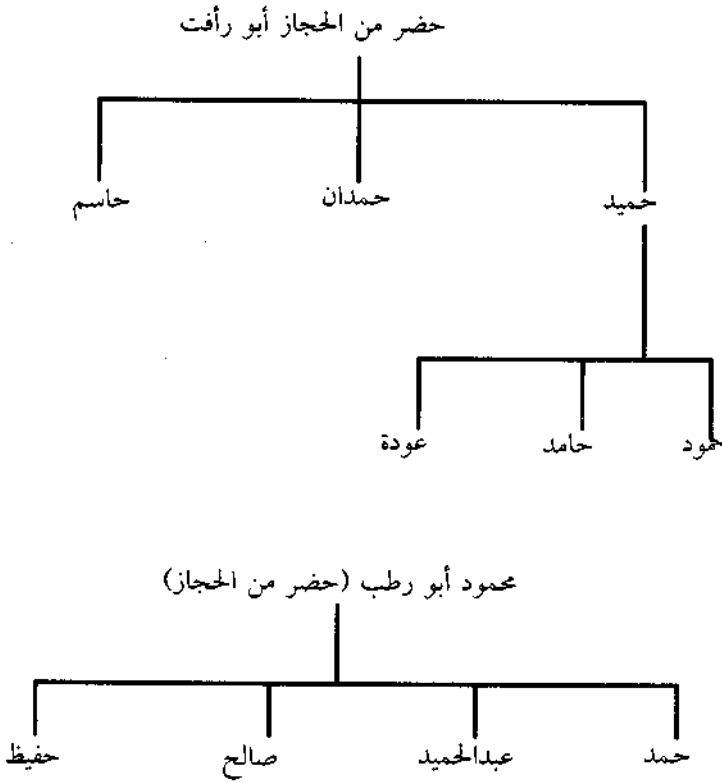 حضر من الحجاز أبو رأفت
حميد حمدان حاسم
حمود حامد عودة
محمود أبو رطب (حضر من الحجاز)
حمد عبدالحميد صالح حفيظ